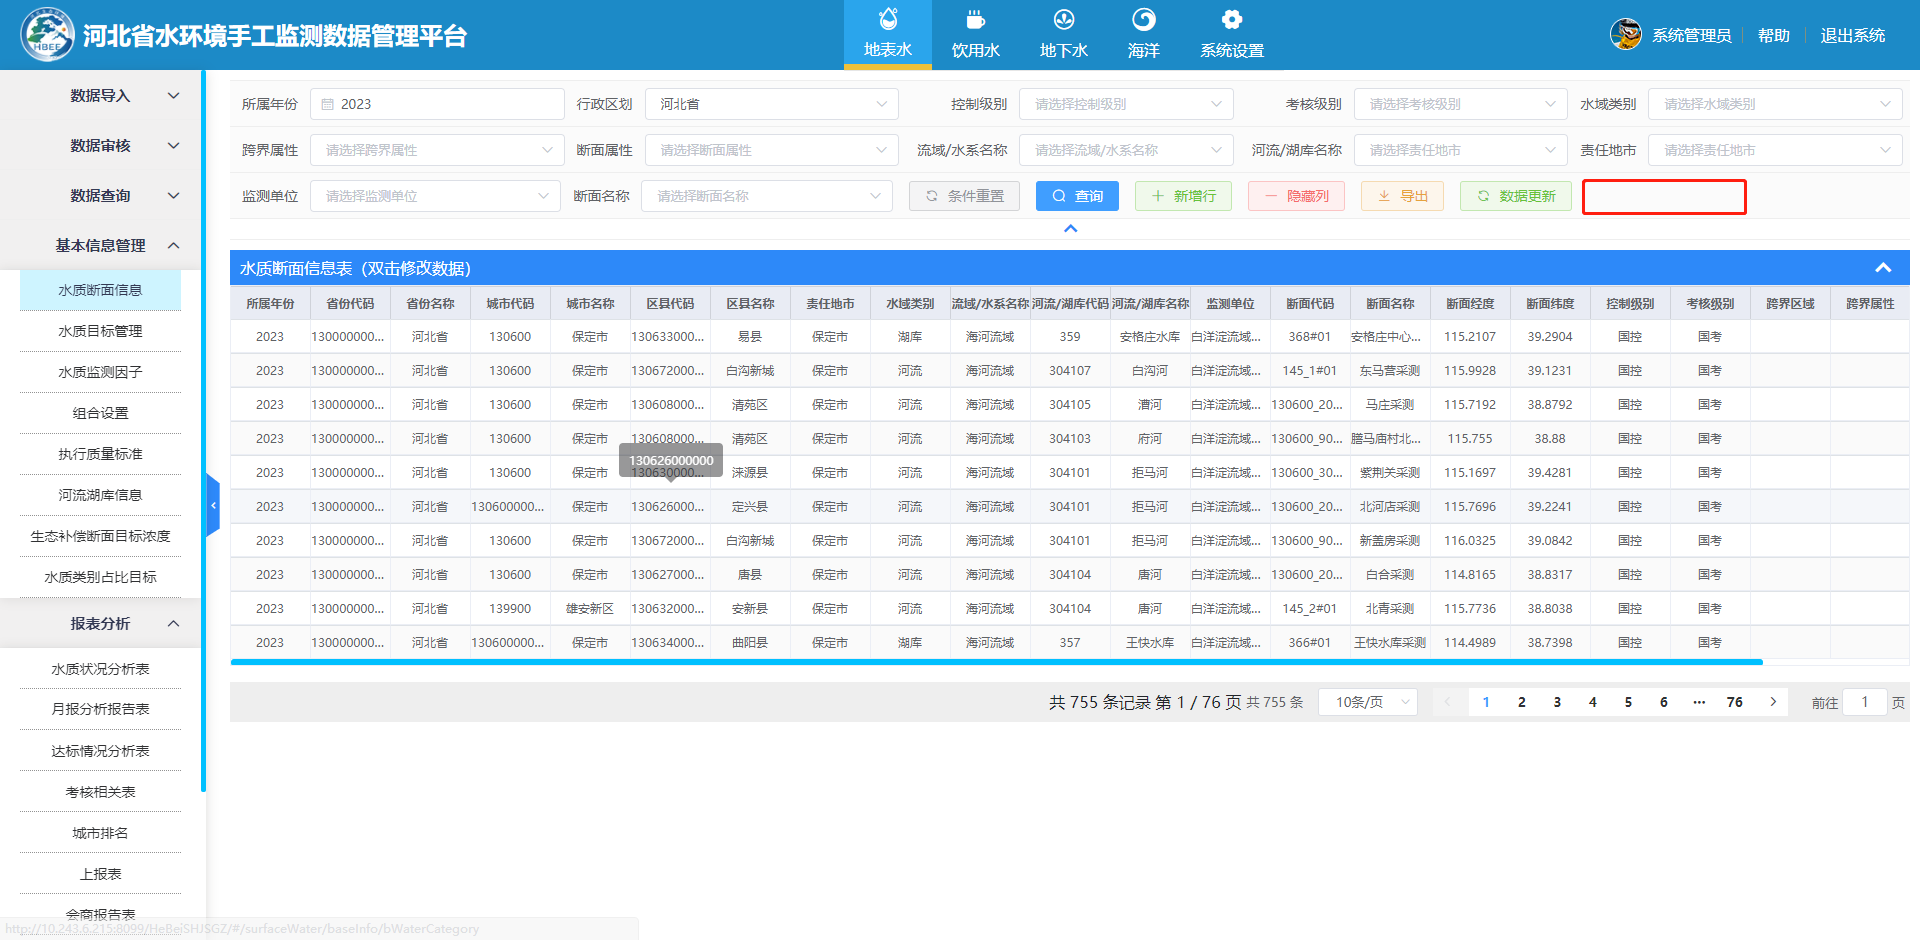 河北省水环境手工监测数据管理平台
地表水 饮用水 地下水 海洋 系统设置
系统管理员 帮助 退出系统
HBEE
数据导入
数据审核
数据查询
基本信息管理
水质断面信息
水质目标管理
水质监测因子
组合设置
执行质量标准
河流湖库信息
生态补偿断面目标浓度
水质类别占比目标
报表分析
水质状况分析表
月报分析报告表
达标情况分析表
考核相关表
城市排名
上报表
会商报告表
所属年份 2023 行政区划 河北省 控制级别 请选择控制级别 考核级别 请选择考核级别 水域类别 请选择水域类别
跨界属性 请选择跨界属性 断面属性 请选择断面属性 流域/水系名称 请选择流域/水系名称 河流/湖库名称 请选择责任地市 责任地市 请选择责任地市
监测单位 请选择监测单位 断面名称 请选择断面名称 条件重置 查询 新增行 隐藏列 导出 数据更新
水质断面信息表（双击修改数据）
所属年份 省份代码 省份名称 城市代码 城市名称 区县代码 区县名称 责任地市 水域类别 流域/水系名称 河流/湖库代码 河流/湖库名称 监测单位 断面代码 断面名称 断面经度 断面纬度 控制级别 考核级别 跨界区域 跨界属性
2023 130000000... 河北省 130600 保定市 130633000... 易县 保定市 湖库 海河流域 359 安格庄水库 白洋淀流域... 368#01 安格庄中心... 115.2107 39.2904 国控 国考
2023 130000000... 河北省 130600 保定市 130672000... 白沟新城 保定市 河流 海河流域 304107 白沟河 白洋淀流域... 145_1#01 东马营采测 115.9928 39.1231 国控 国考
2023 130000000... 河北省 130600 保定市 130608000... 清苑区 保定市 河流 海河流域 304105 漕河 白洋淀流域... 130600_20... 马庄采测 115.7192 38.8792 国控 国考
2023 130000000... 河北省 130600 保定市 130608000... 清苑区 保定市 河流 海河流域 304103 府河 白洋淀流域... 130600_90... 膳马庙村北... 115.755 38.88 国控 国考
130626000000
2023 130000000... 河北省 130600 保定市 130630000... 涞源县 保定市 河流 海河流域 304101 拒马河 白洋淀流域... 130600_30... 紫荆关采测 115.1697 39.4281 国控 国考
2023 130000000... 河北省 130600000... 保定市 130626000... 定兴县 保定市 河流 海河流域 304101 拒马河 白洋淀流域... 130600_20... 北河店采测 115.7696 39.2241 国控 国考
2023 130000000... 河北省 130600 保定市 130672000... 白沟新城 保定市 河流 海河流域 304101 拒马河 白洋淀流域... 130600_90... 新盖房采测 116.0325 39.0842 国控 国考
2023 130000000... 河北省 130600 保定市 130627000... 唐县 保定市 河流 海河流域 304104 唐河 白洋淀流域... 130600_20... 白合采测 114.8165 38.8317 国控 国考
2023 130000000... 河北省 139900 雄安新区 130632000... 安新县 保定市 河流 海河流域 304104 唐河 白洋淀流域... 145_2#01 北青采测 115.7736 38.8038 国控 国考
2023 130000000... 河北省 130600000... 保定市 130634000... 曲阳县 保定市 湖库 海河流域 357 王快水库 白洋淀流域... 366#01 王快水库采测 114.4989 38.7398 国控 国考
共 755 条记录 第 1 / 76 页 共 755 条 10条/页 1 2 3 4 5 6 ··· 76 前往 1 页
http://10.243.6.215:8099/HeBeiSHJSGZ/#/surfaceWater/baseInfo/bWaterCategory